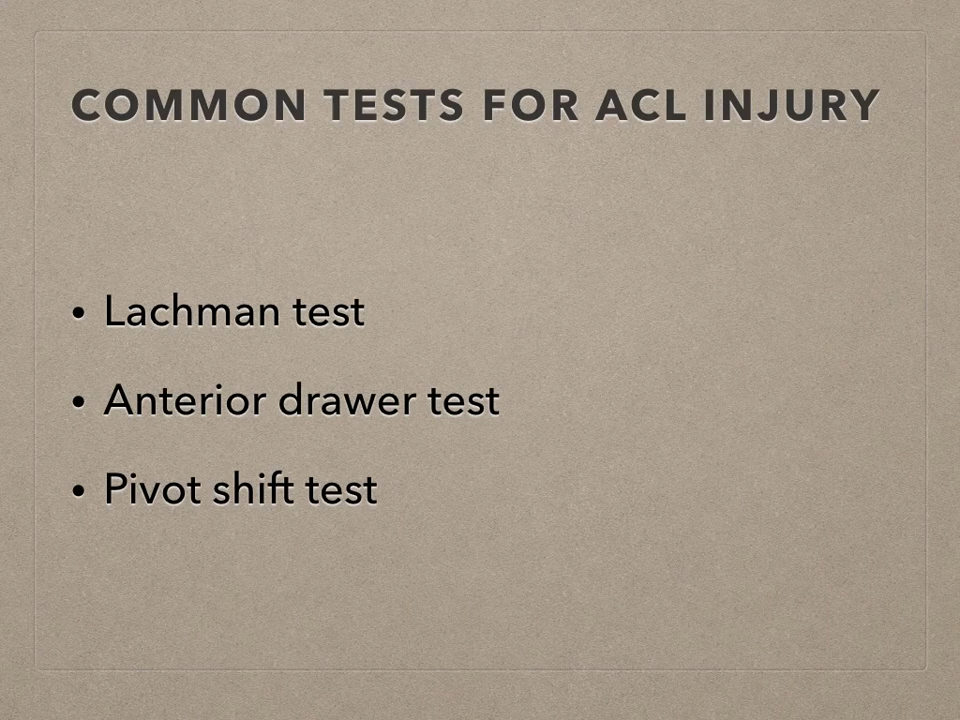 COMMON TESTS FOR ACL INJURY
• Lachman test
• Anterior drawer test
• Pivot shift test